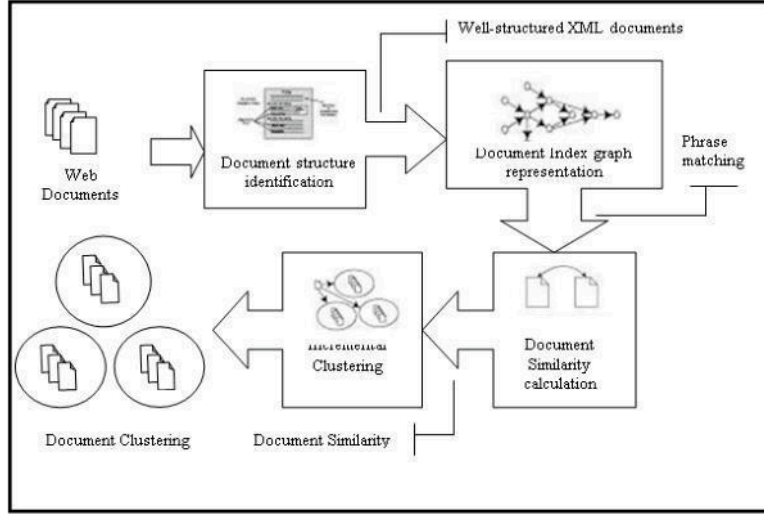 Well-structured XML documents
Web
Documents
Document structure
identification
Document Index graph
representation
Phrase
matching
Document
Similarity
calculation
Incremental
Clustering
Document Similarity
Document Clustering